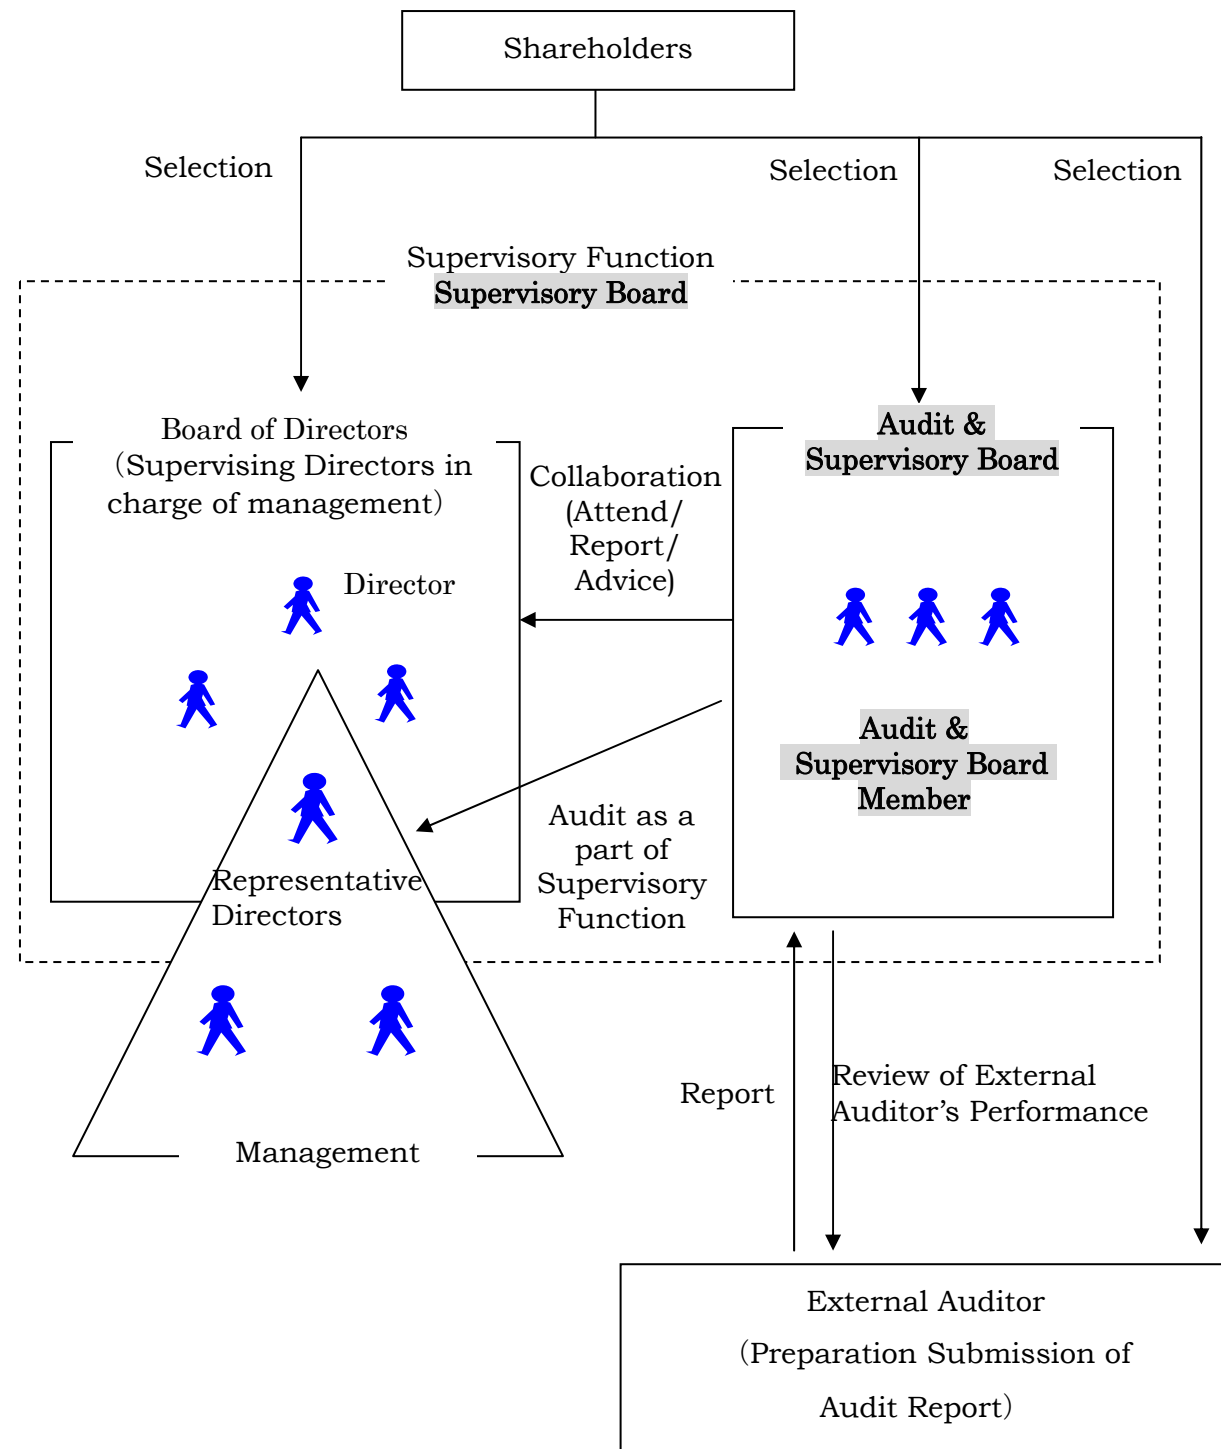 Shareholders
Selection
Selection
Selection
Supervisory Function
Supervisory Board
Board of Directors
（Supervising Directors in
charge of management）
Director
Collaboration
(Attend/
Report/
Advice)
Audit &
Supervisory Board
Audit &
Supervisory Board
Member
Audit as a
part of
Supervisory
Function
Representative
Directors
Management
Report
Review of External
Auditor’s Performance
External Auditor
（Preparation Submission of
Audit Report）